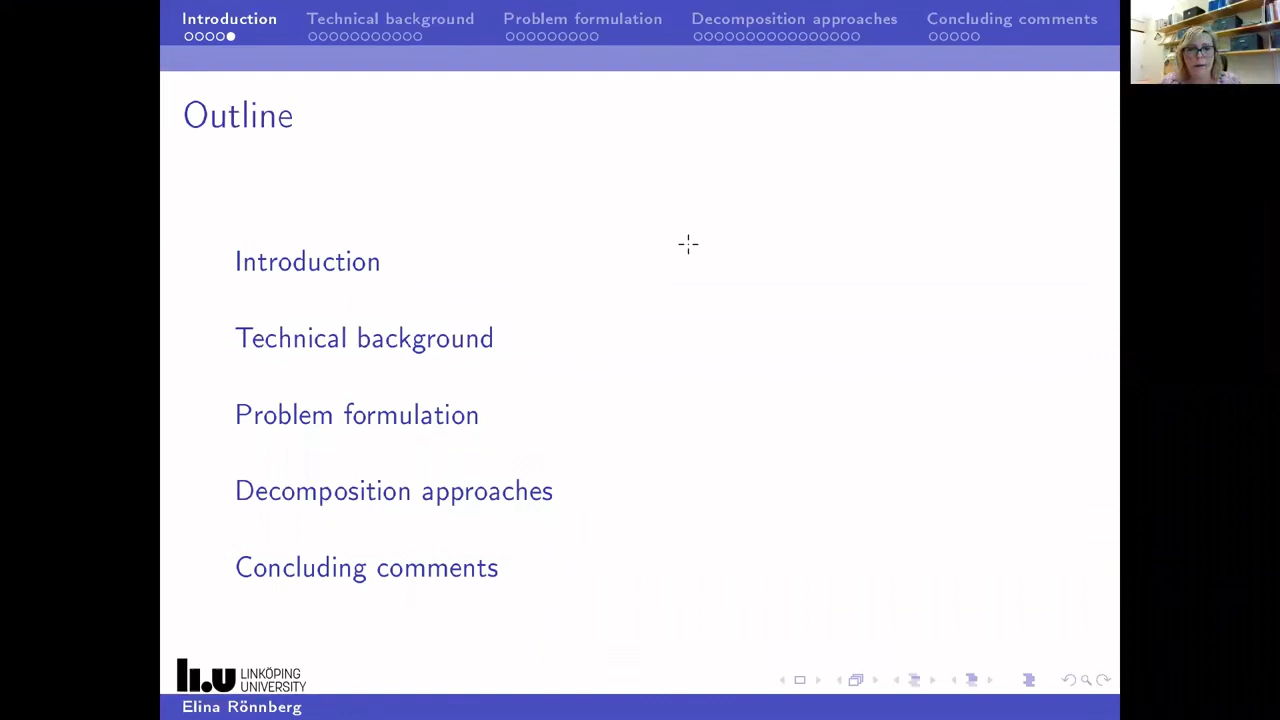 Introduction Technical background Problem formulation Decomposition approaches Concluding comments
Outline
Introduction
Technical background
Problem formulation
Decomposition approaches
Concluding comments
li.u LINKÖPING
UNIVERSITY
Elina Rönnberg